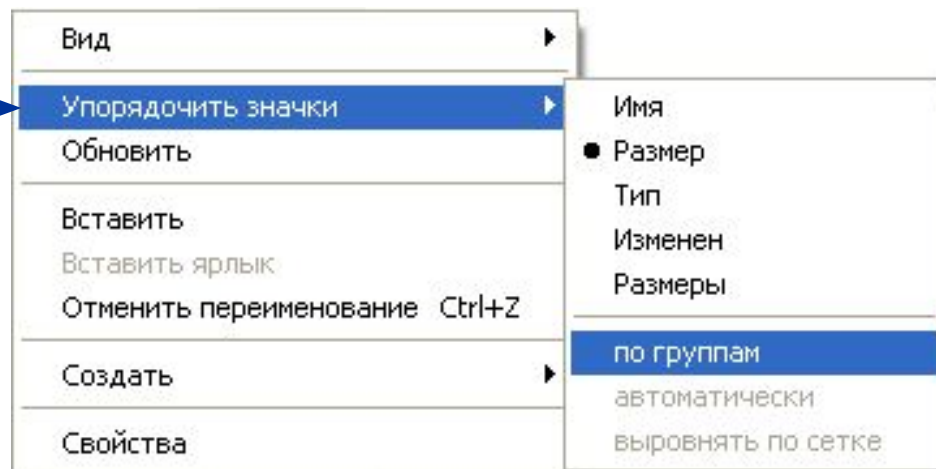 Вид
Упорядочить значки
Обновить
Вставить
Вставить ярлык
Отменить переименование Ctrl+Z
Создать
Свойства
Имя
Размер
Тип
Изменен
Размеры
по группам
автоматически
выровнять по сетке